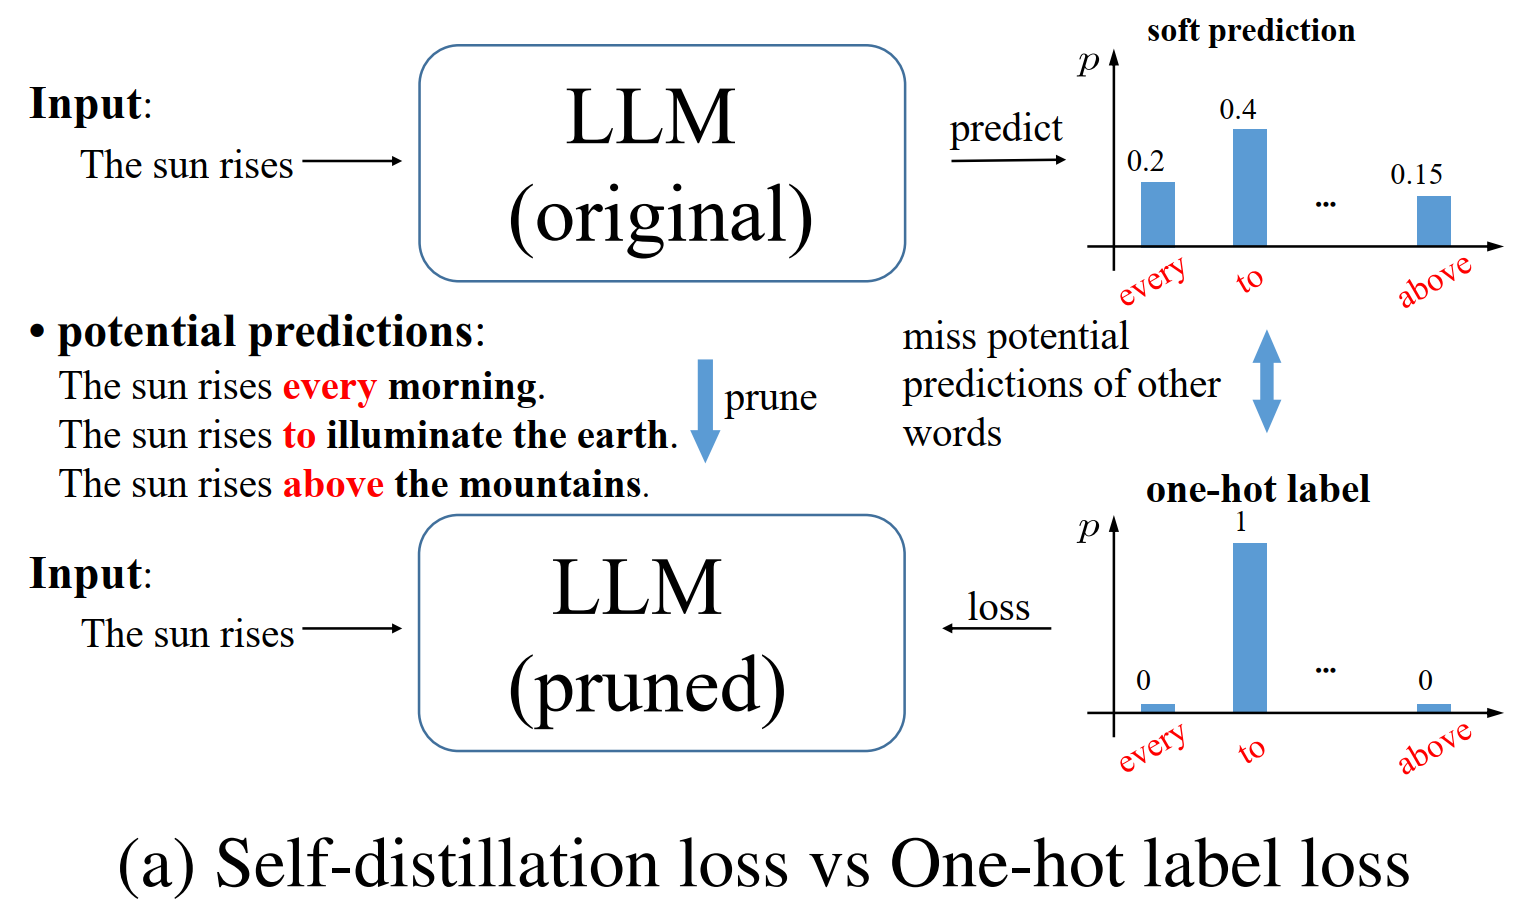 soft prediction
Input:
The sun rises
LLM
(original)
predict
p
0.2
0.4
...
0.15
every
to
above
• potential predictions:
The sun rises every morning.
The sun rises to illuminate the earth.
The sun rises above the mountains.
prune
miss potential
predictions of other
words
one-hot label
Input:
The sun rises
LLM
(pruned)
loss
p
0
1
...
0
every
to
above
(a) Self-distillation loss vs One-hot label loss